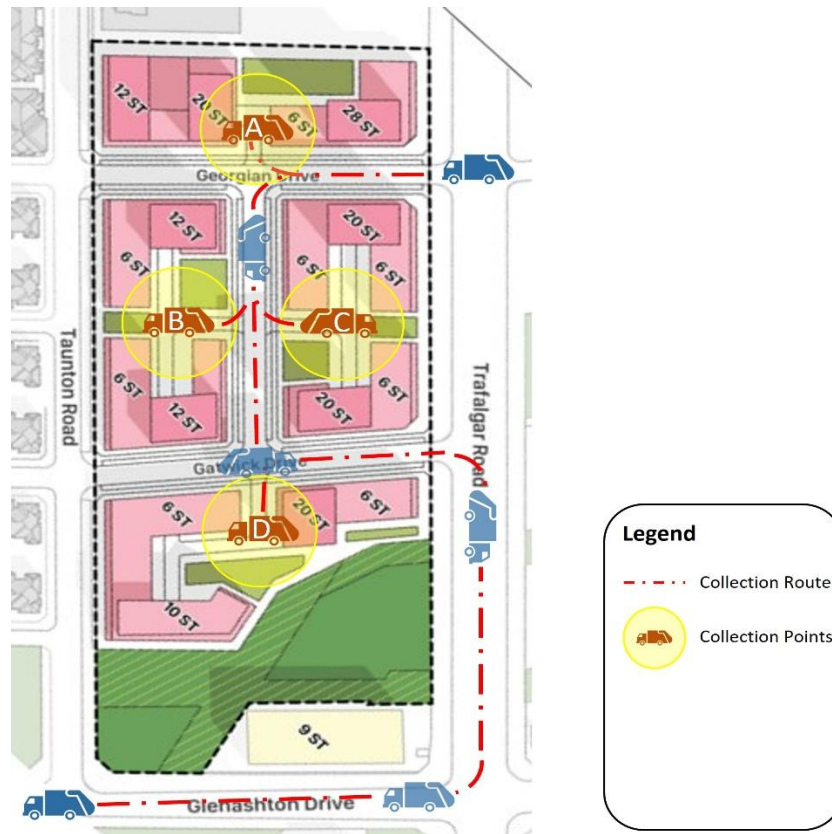 12 ST
20 ST
A
6 ST
28 ST
Georgian Drive
12 ST
20 ST
6 ST
6 ST
6 ST
B
C
Taunton Road
6 ST
12 ST
20 ST
6 ST
Trafalgar Road
Gatwick Drive
6 ST
D
20 ST
6 ST
10 ST
9 ST
Glenashton Drive
Legend
Collection Route
Collection Points